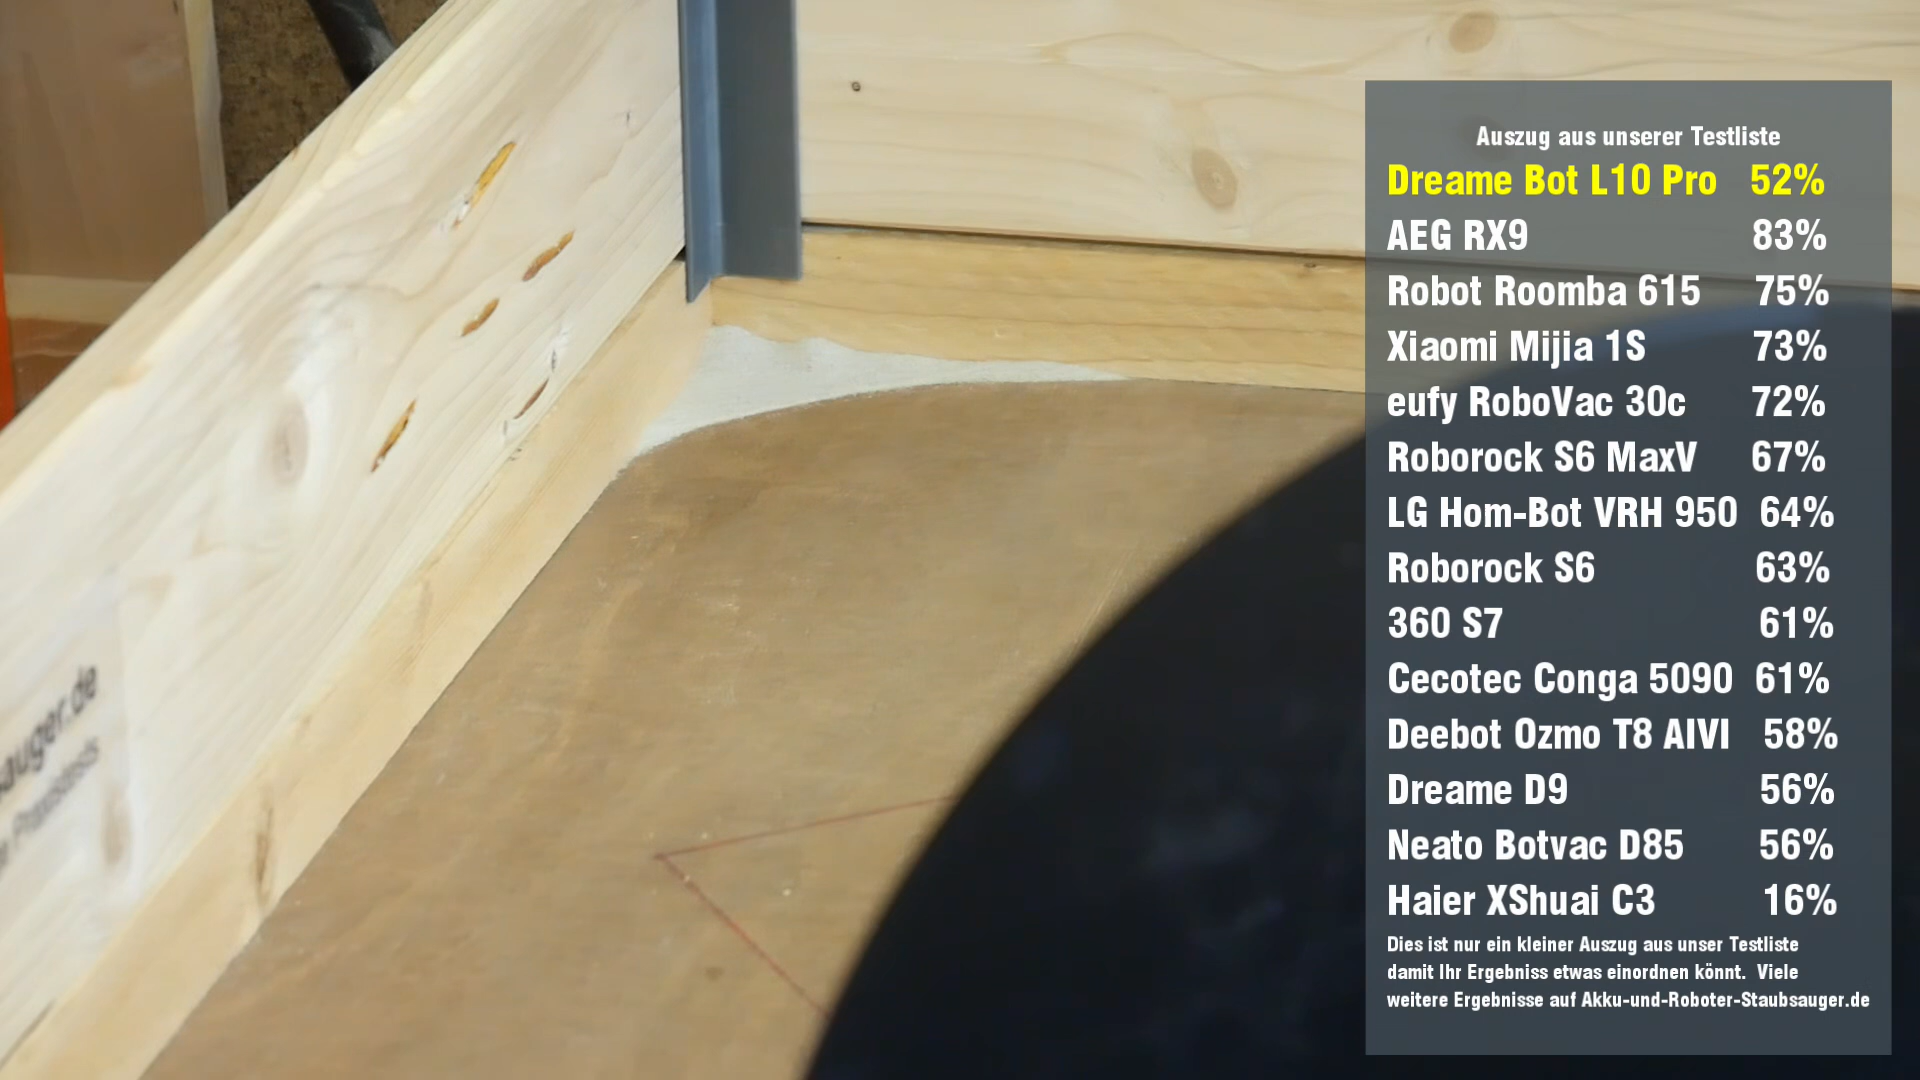 Auszug aus unserer Testliste
Dreame Bot L10 Pro 52%
AEG RX9 83%
Robot Roomba 615 75%
Xiaomi Mijia 1S 73%
eufy RoboVac 30c 72%
Roborock S6 MaxV 67%
LG Hom-Bot VRH 950 64%
Roborock S6 63%
360 S7 61%
Cecotec Conga 5090 61%
Deebot Ozmo T8 AIVI 58%
Dreame D9 56%
Neato Botvac D85 56%
Haier XShuai C3 16%
Dies ist nur ein kleiner Auszug aus unser Testliste
damit Ihr Ergebniss etwas einordnen könnt. Viele
weitere Ergebnisse auf Akku-und-Roboter-Staubsauger.de
auger.de